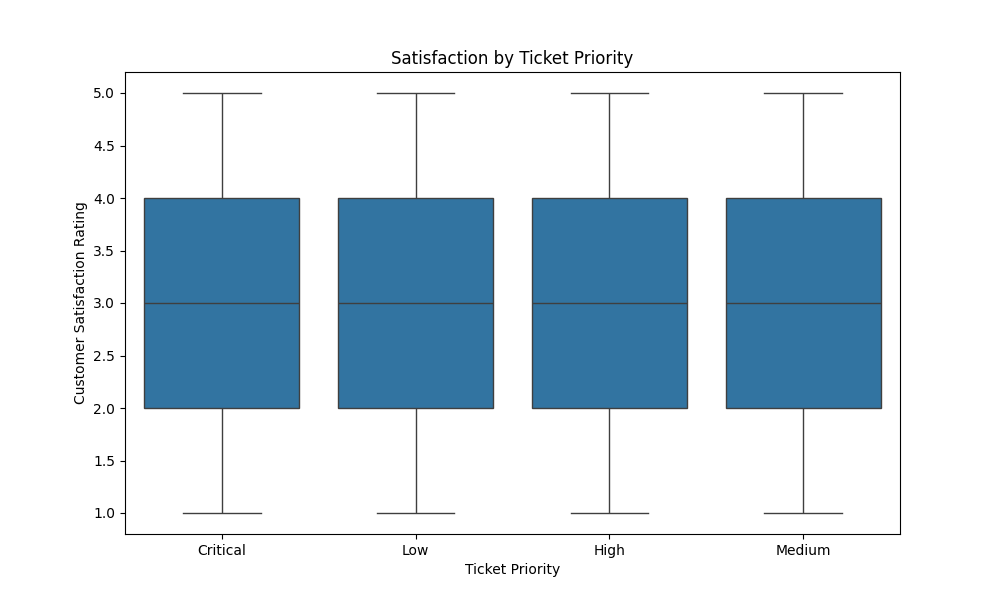 Satisfaction by Ticket Priority
Customer Satisfaction Rating
5.0
4.5
4.0
3.5
3.0
2.5
2.0
1.5
1.0
Critical
Low
High
Medium
Ticket Priority